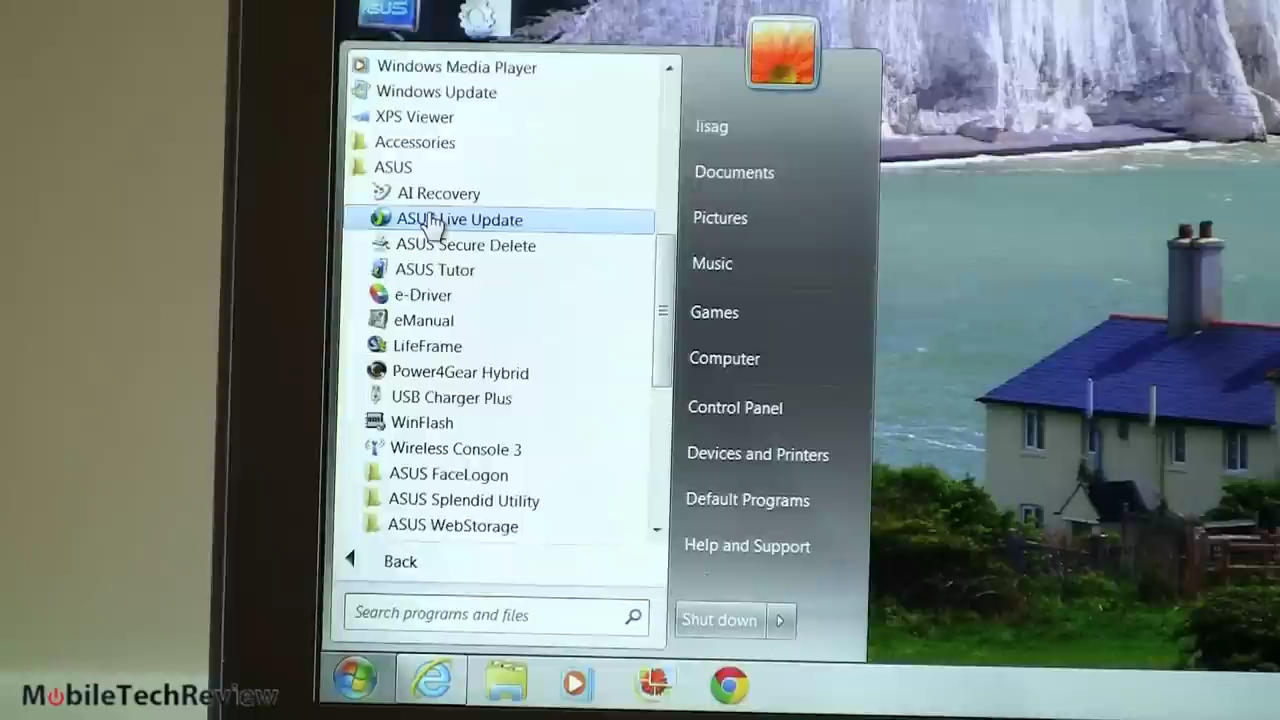 ASUS
Windows Media Player
Windows Update
XPS Viewer
Accessories
ASUS
AI Recovery
ASUS Live Update
ASUS Secure Delete
ASUS Tutor
e-Driver
eManual
LifeFrame
Power4Gear Hybrid
USB Charger Plus
WinFlash
Wireless Console 3
ASUS FaceLogon
ASUS Splendid Utility
ASUS WebStorage
Back
Search programs and files
lisag
Documents
Pictures
Music
Games
Computer
Control Panel
Devices and Printers
Default Programs
Help and Support
Shut down
MobileTechReview